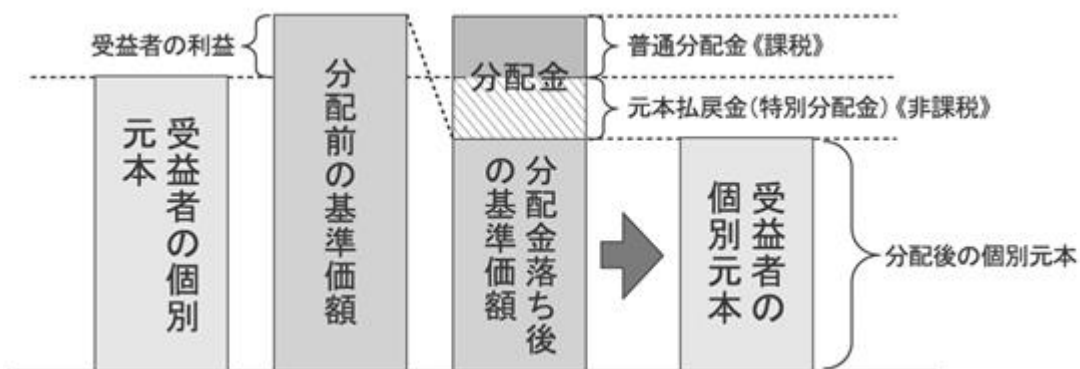 受益者の利益
受益者の個別
元本
分配前の基準価額
分配金
分配金落ち後
の基準価額
普通分配金《課税》
元本払戻金(特別分配金)《非課税》
受益者の
個別元本
分配後の個別元本